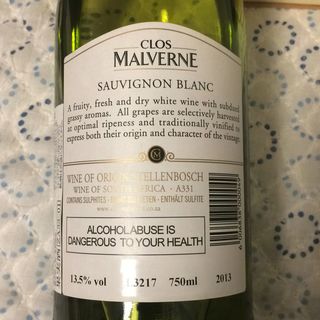 CLOS
MALVERNE
SAUVIGNON BLANC
A fruity, fresh and dry white wine with subdued
grassy aromas. All grapes are selectively harvested
at optimal ripeness and traditionally vinified to
express both their origin and character of the vintage.
M
WINE OF ORIGIN STELLENBOSCH
WINE OF SOUTH AFRICA - A331
CONTAINS SULPHITES - ENTHÄLT SULFITE
ALCOHOL ABUSE IS
DANGEROUS TO YOUR HEALTH
13.5% vol L3217 750ml 2013